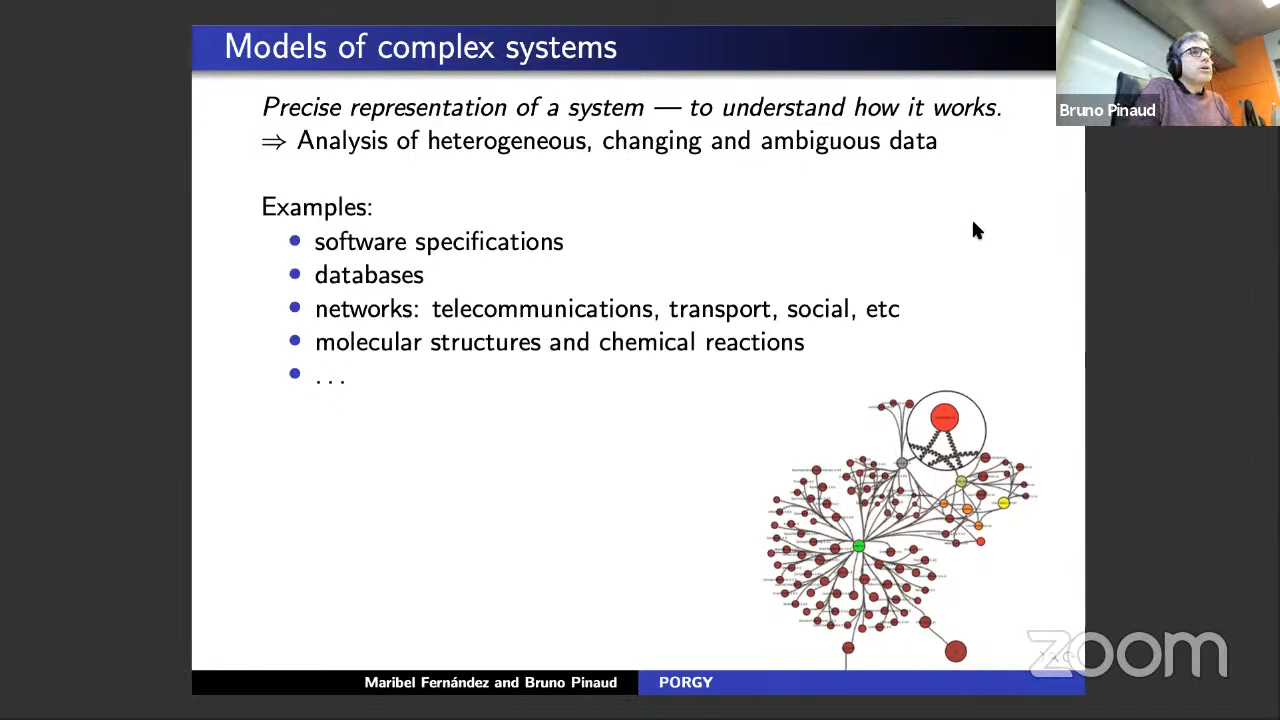 Models of complex systems
Bruno Pinaud
Precise representation of a system — to understand how it works.
⇒ Analysis of heterogeneous, changing and ambiguous data
Examples:
• software specifications
• databases
• networks: telecommunications, transport, social, etc
• molecular structures and chemical reactions
• . . .
zoom
Maribel Fernández and Bruno Pinaud
PORGY